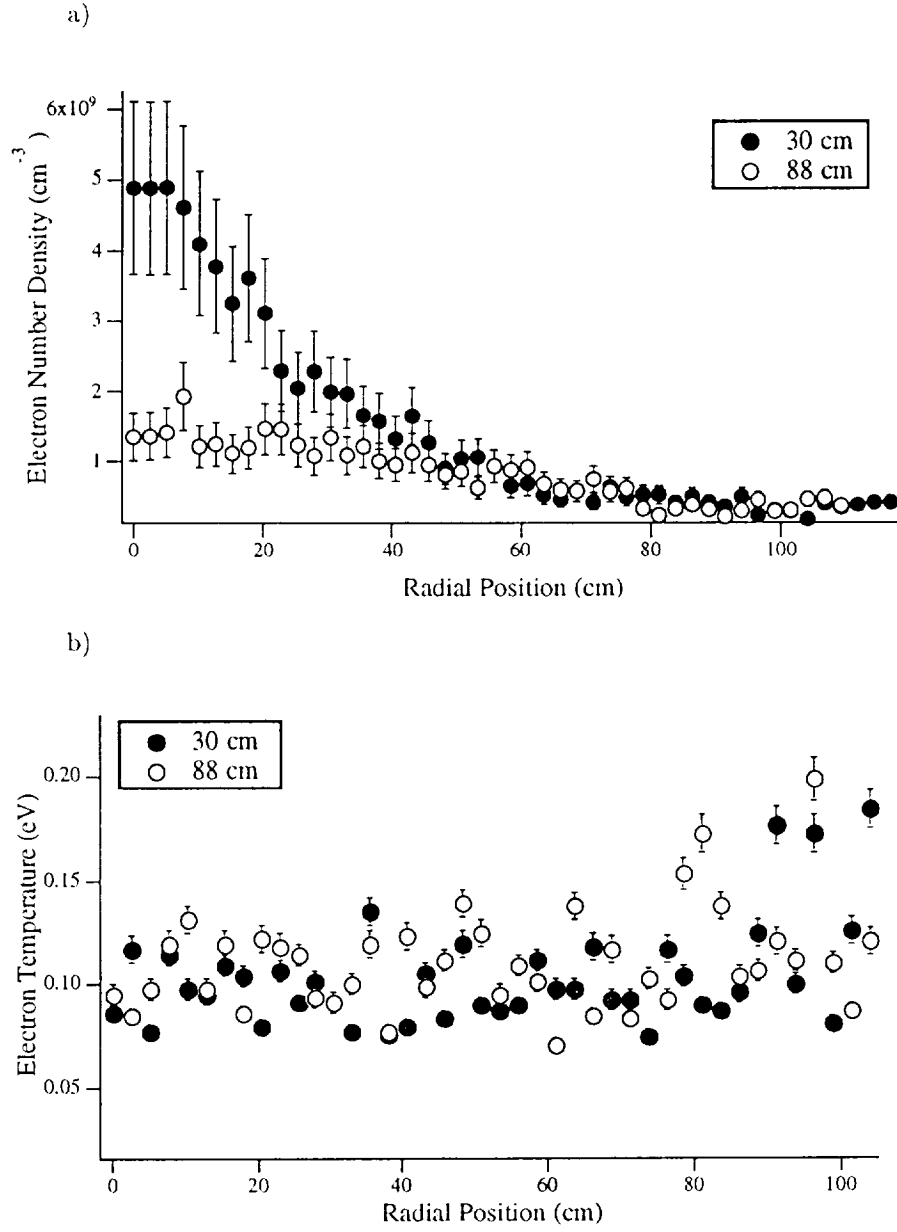 a)
6x10⁹
5
4
3
2
1
Electron Number Density (cm⁻³)
30 cm
88 cm
0
20
40
60
80
100
Radial Position (cm)
b)
30 cm
88 cm
0.20
0.15
0.10
0.05
Electron Temperature (eV)
0
20
40
60
80
100
Radial Position (cm)